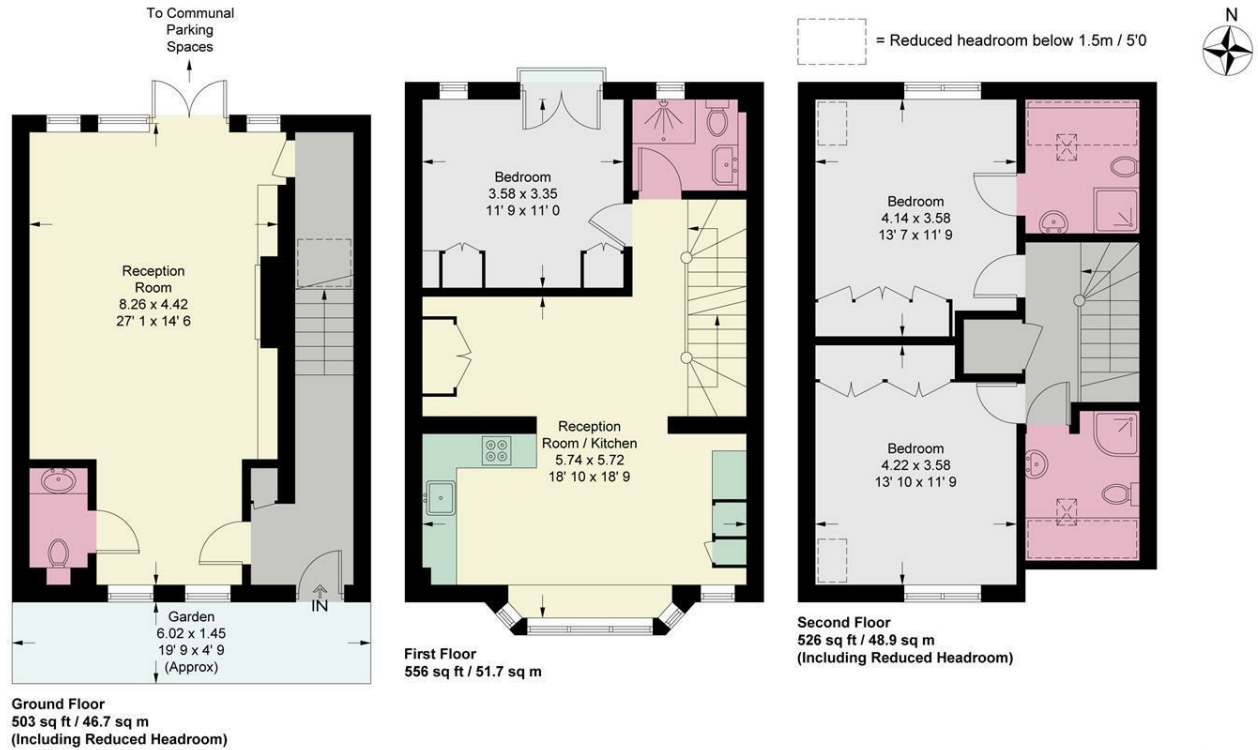 To Communal
Parking
Spaces
= Reduced headroom below 1.5m / 5'0
N
Reception
Room
8.26 x 4.42
27' 1 x 14' 6
IN
Garden
6.02 x 1.45
19' 9 x 4' 9
(Approx)
Ground Floor
503 sq ft / 46.7 sq m
(Including Reduced Headroom)
Bedroom
3.58 x 3.35
11' 9 x 11' 0
Reception
Room / Kitchen
5.74 x 5.72
18' 10 x 18' 9
First Floor
556 sq ft / 51.7 sq m
Bedroom
4.14 x 3.58
13' 7 x 11' 9
Bedroom
4.22 x 3.58
13' 10 x 11' 9
Second Floor
526 sq ft / 48.9 sq m
(Including Reduced Headroom)